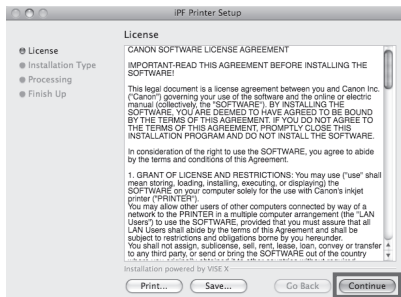 iPF Printer Setup
License
License
Installation Type
Processing
Finish Up
CANON SOFTWARE LICENSE AGREEMENT
IMPORTANT-READ THIS AGREEMENT BEFORE INSTALLING THE
SOFTWARE!
This legal document is a license agreement between you and Canon Inc.
("Canon") governing your use of the software and the online or electric
manual (collectively, the "SOFTWARE"). BY INSTALLING THE
SOFTWARE, YOU ARE DEEMED TO HAVE AGREED TO BE BOUND
BY THE TERMS OF THIS AGREEMENT. IF YOU DO NOT AGREE TO
THE TERMS OF THIS AGREEMENT, PROMPTLY CLOSE THIS
INSTALLATION PROGRAM AND DO NOT INSTALL THE SOFTWARE.
In consideration of the right to use the SOFTWARE, you agree to abide
by the terms and conditions of this Agreement.
1. GRANT OF LICENSE AND RESTRICTIONS: You may use ("use" shall
mean storing, loading, installing, executing, or displaying) the
SOFTWARE on your computer solely for the use with Canon's inkjet
printer ("PRINTER").
You may allow other users of other computers connected by way of a
network to the PRINTER in a multiple computer arrangement (the "LAN
Users") to use the SOFTWARE, provided that you must assure that all
LAN Users shall abide by the terms of this Agreement and shall be
subject to restrictions and obligations borne by you hereunder.
You shall not assign, sublicense, sell, rent, lease, loan, convey or transfer
to any third party, or send or bring the SOFTWARE out of the country
Installation powered by VISE X
Print...
Save...
Go Back
Continue